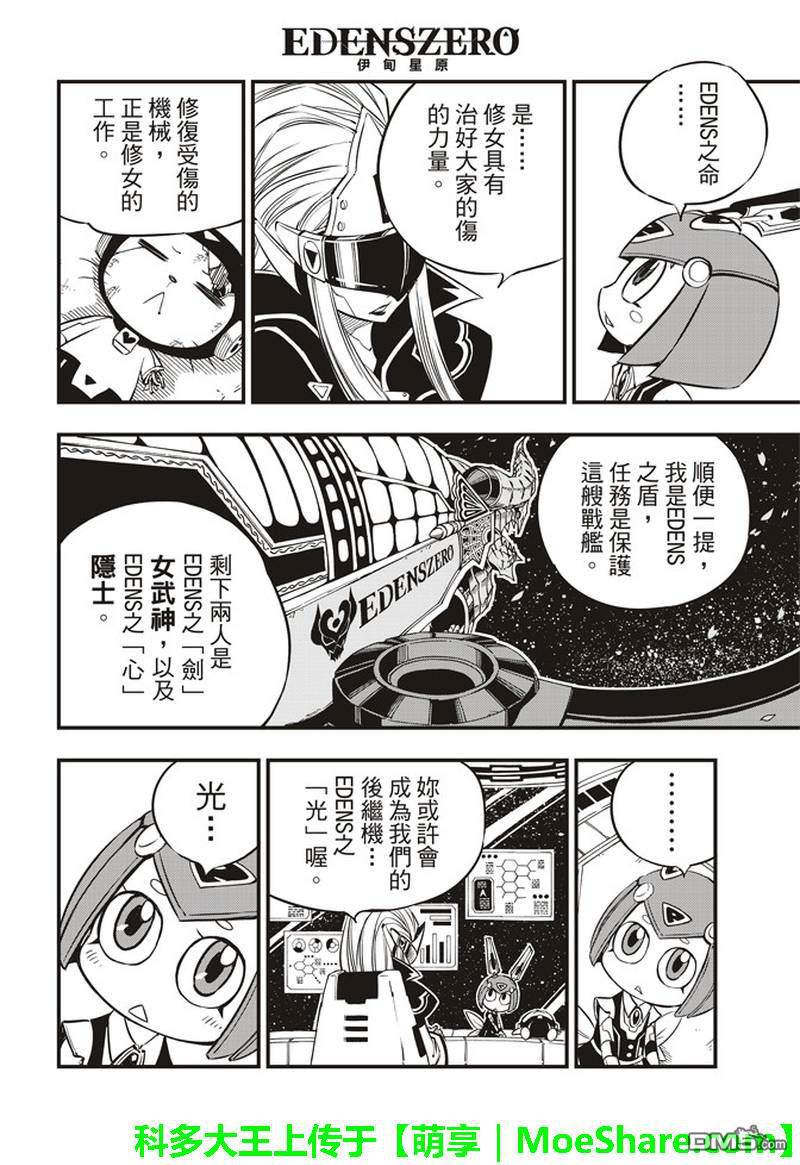 EDENSZERO
伊甸星原
EDENS之命
……
是……
修女具有
治好大家的傷
的力量。
修復受傷的
機械，
正是修女的
工作。
順便一提，
我是EDENS
之盾，
任務是保護
這艘戰艦。
EDENSZERO
剩下兩人是
EDENS之「劍」
女武神，以及
EDENS之「心」
隱士。
………
妳或許會
成為我們的
後繼機…
EDENS之
「光」喔。
光…
科多大王上传于【萌享 | MoeShare.
】
DM5